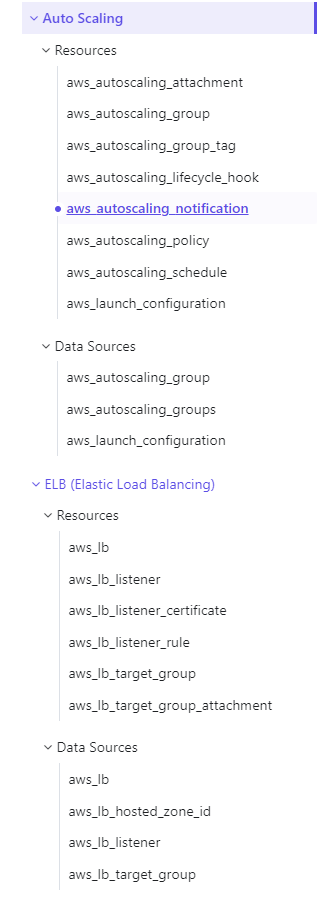 Auto Scaling
Resources
aws_autoscaling_attachment
aws_autoscaling_group
aws_autoscaling_group_tag
aws_autoscaling_lifecycle_hook
aws_autoscaling_notification
aws_autoscaling_policy
aws_autoscaling_schedule
aws_launch_configuration
Data Sources
aws_autoscaling_group
aws_autoscaling_groups
aws_launch_configuration
ELB (Elastic Load Balancing)
Resources
aws_lb
aws_lb_listener
aws_lb_listener_certificate
aws_lb_listener_rule
aws_lb_target_group
aws_lb_target_group_attachment
Data Sources
aws_lb
aws_lb_hosted_zone_id
aws_lb_listener
aws_lb_target_group